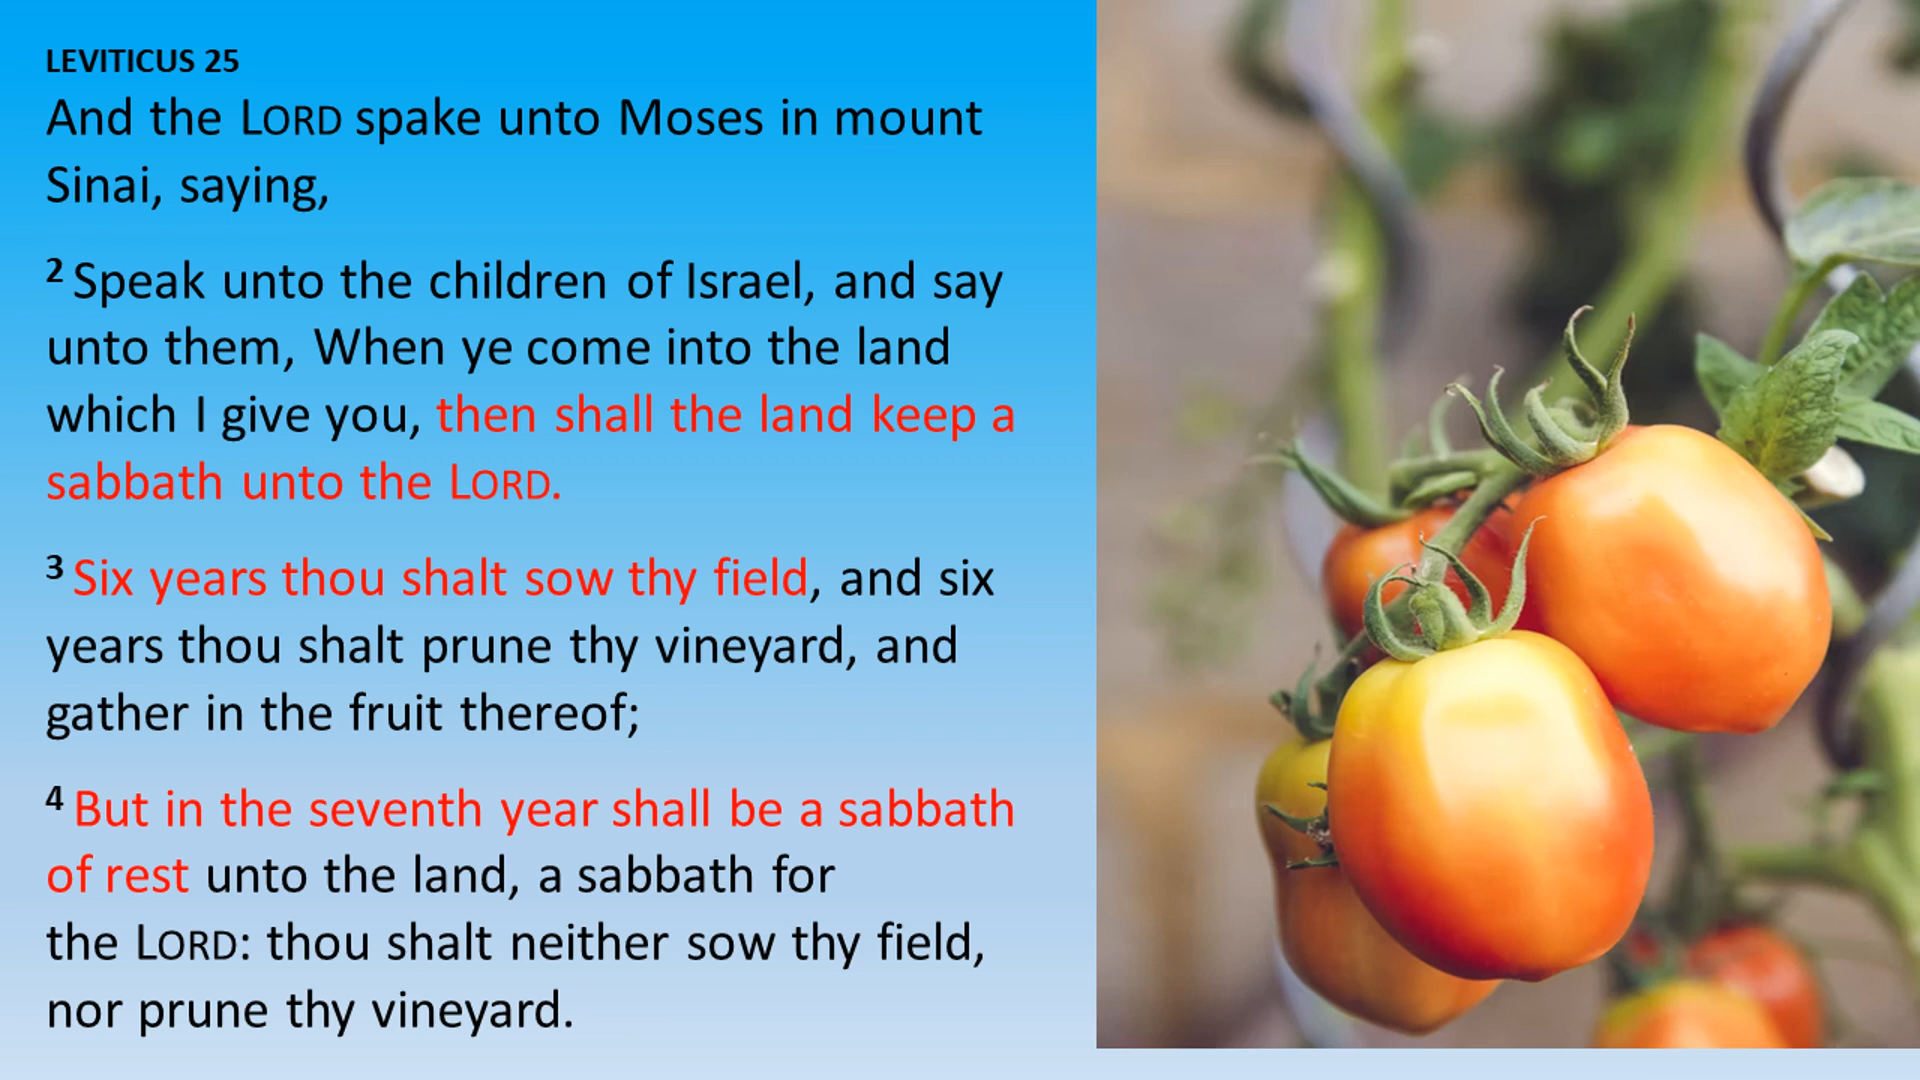 LEVITICUS 25
And the LORD spake unto Moses in mount
Sinai, saying,
2 Speak unto the children of Israel, and say
unto them, When ye come into the land
which I give you, then shall the land keep a
sabbath unto the LORD.
3 Six years thou shalt sow thy field, and six
years thou shalt prune thy vineyard, and
gather in the fruit thereof;
4 But in the seventh year shall be a sabbath
of rest unto the land, a sabbath for
the LORD: thou shalt neither sow thy field,
nor prune thy vineyard.